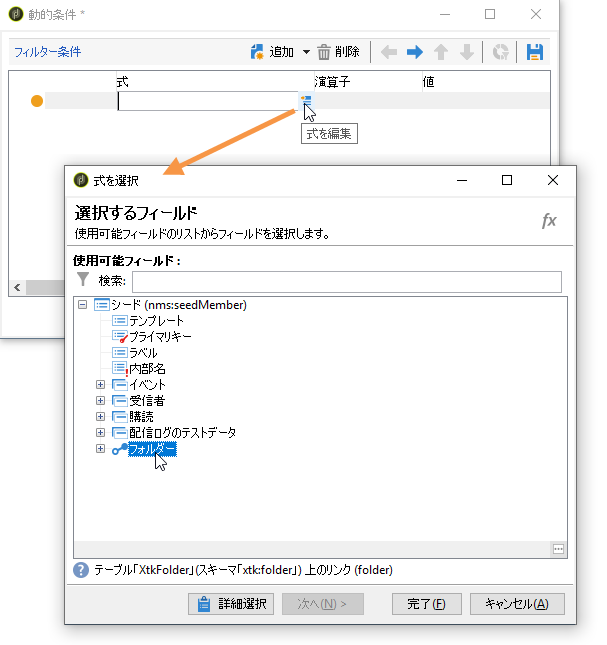 動的条件 *
フィルター条件
追加
削除
式
演算子
値
式を編集
式を選択
選択するフィールド
使用可能フィールドのリストからフィールドを選択します。
fx
使用可能フィールド :
検索:
シード (nms:seedMember)
テンプレート
プライマリキー
ラベル
内部名
イベント
受信者
購読
配信ログのテストデータ
フォルダー
テーブル「XtkFolder」(スキーマ「xtk:folder」) 上のリンク (folder)
詳細選択
次へ(N) >
完了(F)
キャンセル(A)